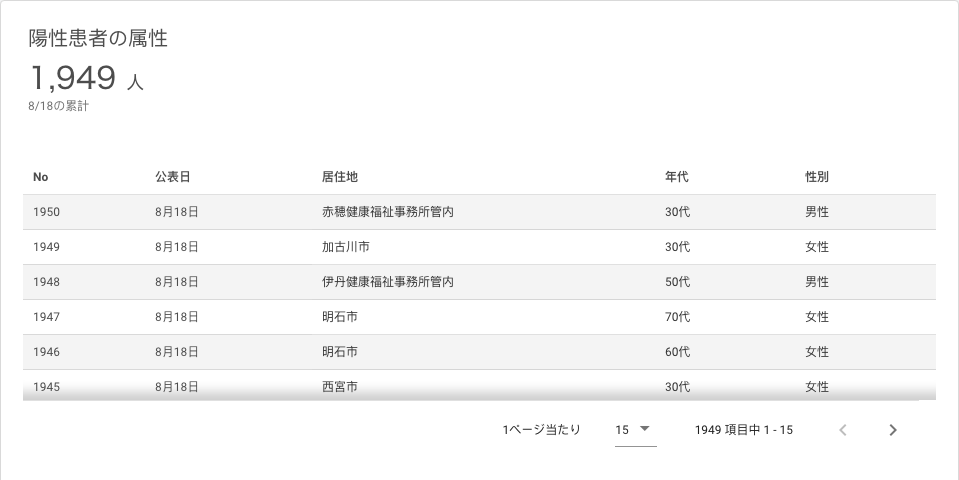 陽性患者の属性
1,949 人
8/18の累計
No 公表日 居住地 年代 性別
1950 8月18日 赤穂健康福祉事務所管内 30代 男性
1949 8月18日 加古川市 30代 女性
1948 8月18日 伊丹健康福祉事務所管内 50代 男性
1947 8月18日 明石市 70代 女性
1946 8月18日 明石市 60代 女性
1945 8月18日 西宮市 30代 女性
1ページ当たり 15 1949 項目中 1 - 15